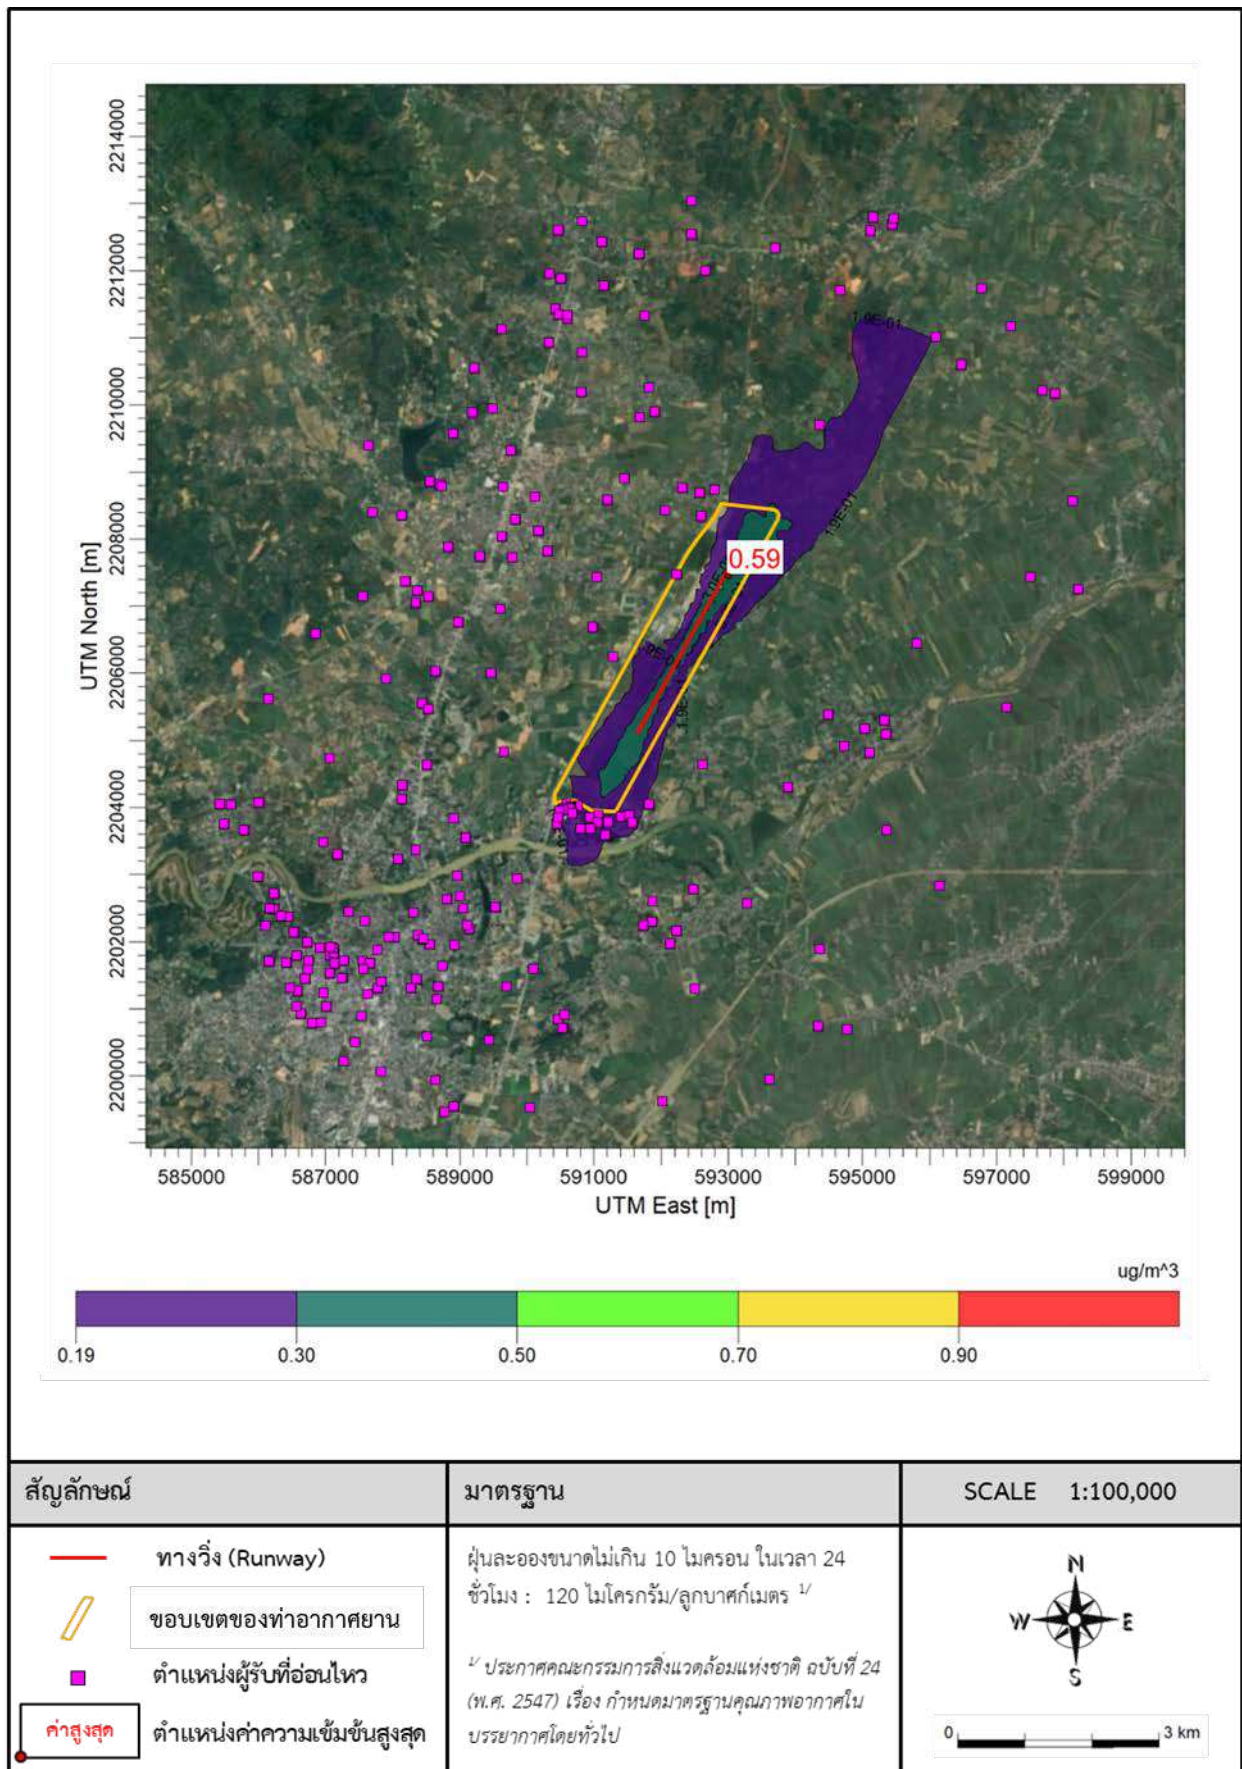 2214000
2212000
2210000
2208000
2206000
2204000
2202000
2200000
UTM North [m]
1.9E-01
1.9E-01
0.59
585000 587000 589000 591000 593000 595000 597000 599000
UTM East [m]
ug/m^3
0.19 0.30 0.50 0.70 0.90
สัญลักษณ์
ทางวิ่ง (Runway)
ขอบเขตของท่าอากาศยาน
ตำแหน่งผู้รับที่อ่อนไหว
ค่าสูงสุด ตำแหน่งค่าความเข้มข้นสูงสุด
มาตรฐาน
ฝุ่นละอองขนาดไม่เกิน 10 ไมครอน ในเวลา 24
ชั่วโมง : 120 ไมโครกรัม/ลูกบาศก์เมตร 1/
1/ ประกาศคณะกรรมการสิ่งแวดล้อมแห่งชาติ ฉบับที่ 24
(พ.ศ. 2547) เรื่อง กำหนดมาตรฐานคุณภาพอากาศใน
บรรยากาศโดยทั่วไป
SCALE 1:100,000
N
W E
S
0 3 km